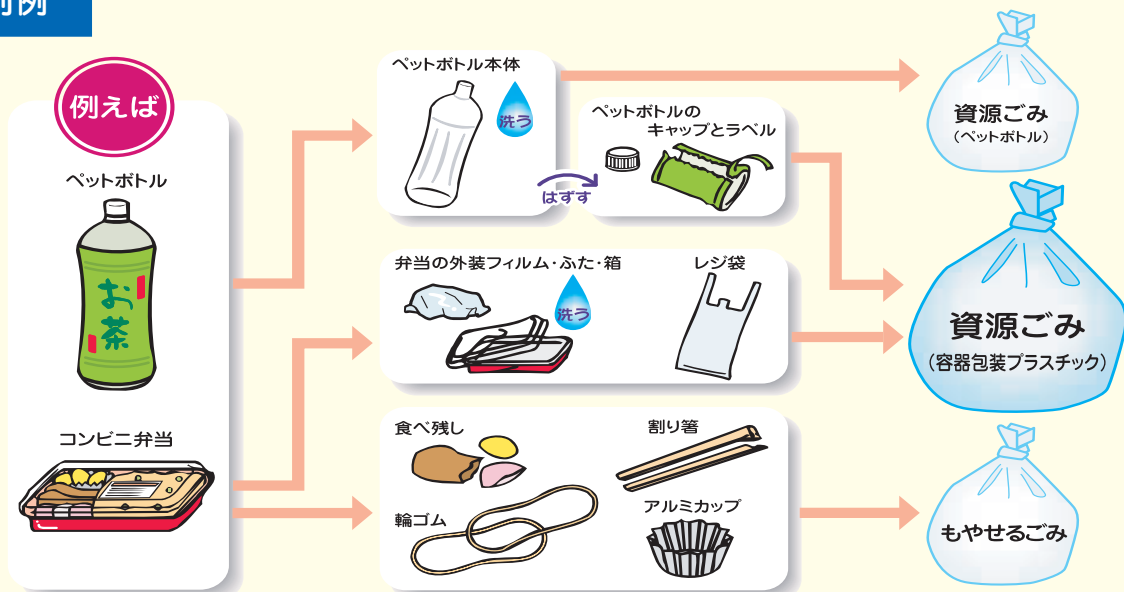 例えば
ペットボトル
お茶
コンビニ弁当
ペットボトル本体
洗う
はずす
ペットボトルの
キャップとラベル
弁当の外装フィルム・ふた・箱
洗う
レジ袋
食べ残し
割り箸
輪ゴム
アルミカップ
資源ごみ
(ペットボトル)
資源ごみ
(容器包装プラスチック)
もやせるごみ